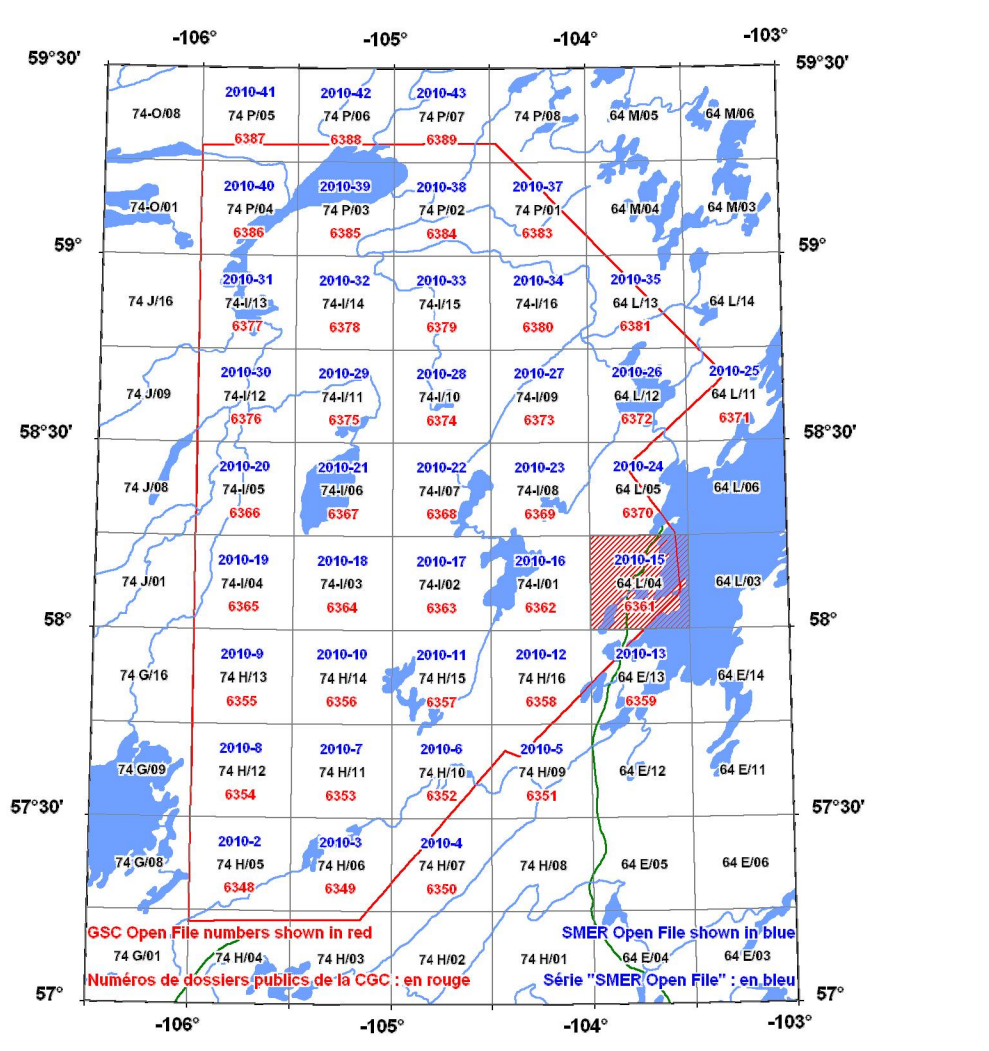 -106° -105° -104° -103°
59°30' 59°30'
2010-41 2010-42 2010-43
74-O/08 74 P/05 74 P/06 74 P/07 74 P/08 64 M/05 64 M/06
6387 6388 6389
2010-40 2010-39 2010-38 2010-37
74-O/01 74 P/04 74 P/03 74 P/02 74 P/01 64 M/04 64 M/03
6386 6385 6384 6383
59° 59°
2010-31 2010-32 2010-33 2010-34 2010-35
74 J/16 74-I/13 74-I/14 74-I/15 74-I/16 64 L/13 64 L/14
6377 6378 6379 6380 6381
2010-30 2010-29 2010-28 2010-27 2010-26 2010-25
74 J/09 74-I/12 74-I/11 74-I/10 74-I/09 64 L/12 64 L/11
6376 6375 6374 6373 6372 6371
58°30' 58°30'
2010-20 2010-21 2010-22 2010-23 2010-24
74 J/08 74-I/05 74-I/06 74-I/07 74-I/08 64 L/05 64 L/06
6366 6367 6368 6369 6370
2010-19 2010-18 2010-17 2010-16 2010-15
74 J/01 74-I/04 74-I/03 74-I/02 74-I/01 64 L/04 64 L/03
6365 6364 6363 6362 6361
58° 58°
2010-9 2010-10 2010-11 2010-12 2010-13
74 G/16 74 H/13 74 H/14 74 H/15 74 H/16 64 E/13 64 E/14
6355 6356 6357 6358 6359
2010-8 2010-7 2010-6 2010-5
74 G/09 74 H/12 74 H/11 74 H/10 74 H/09 64 E/12 64 E/11
6354 6353 6352 6351
57°30' 57°30'
2010-2 2010-3 2010-4
74 G/08 74 H/05 74 H/06 74 H/07 74 H/08 64 E/05 64 E/06
6348 6349 6350
GSC Open File numbers shown in red SMER Open File shown in blue
74 G/01 74 H/04 74 H/03 74 H/02 74 H/01 64 E/04 64 E/03
Numéros de dossiers publics de la CGC : en rouge Série "SMER Open File" : en bleu
57° 57°
-106° -105° -104° -103°